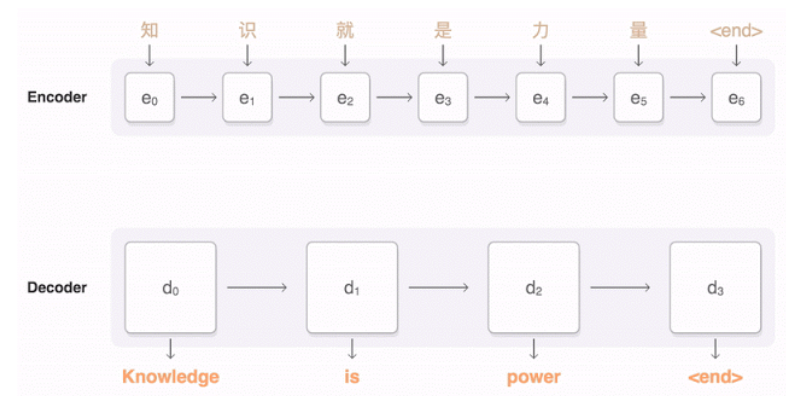 知 识 就 是 力 量 <end>
Encoder e₀ e₁ e₂ e₃ e₄ e₅ e₆
Decoder d₀ d₁ d₂ d₃
Knowledge is power <end>